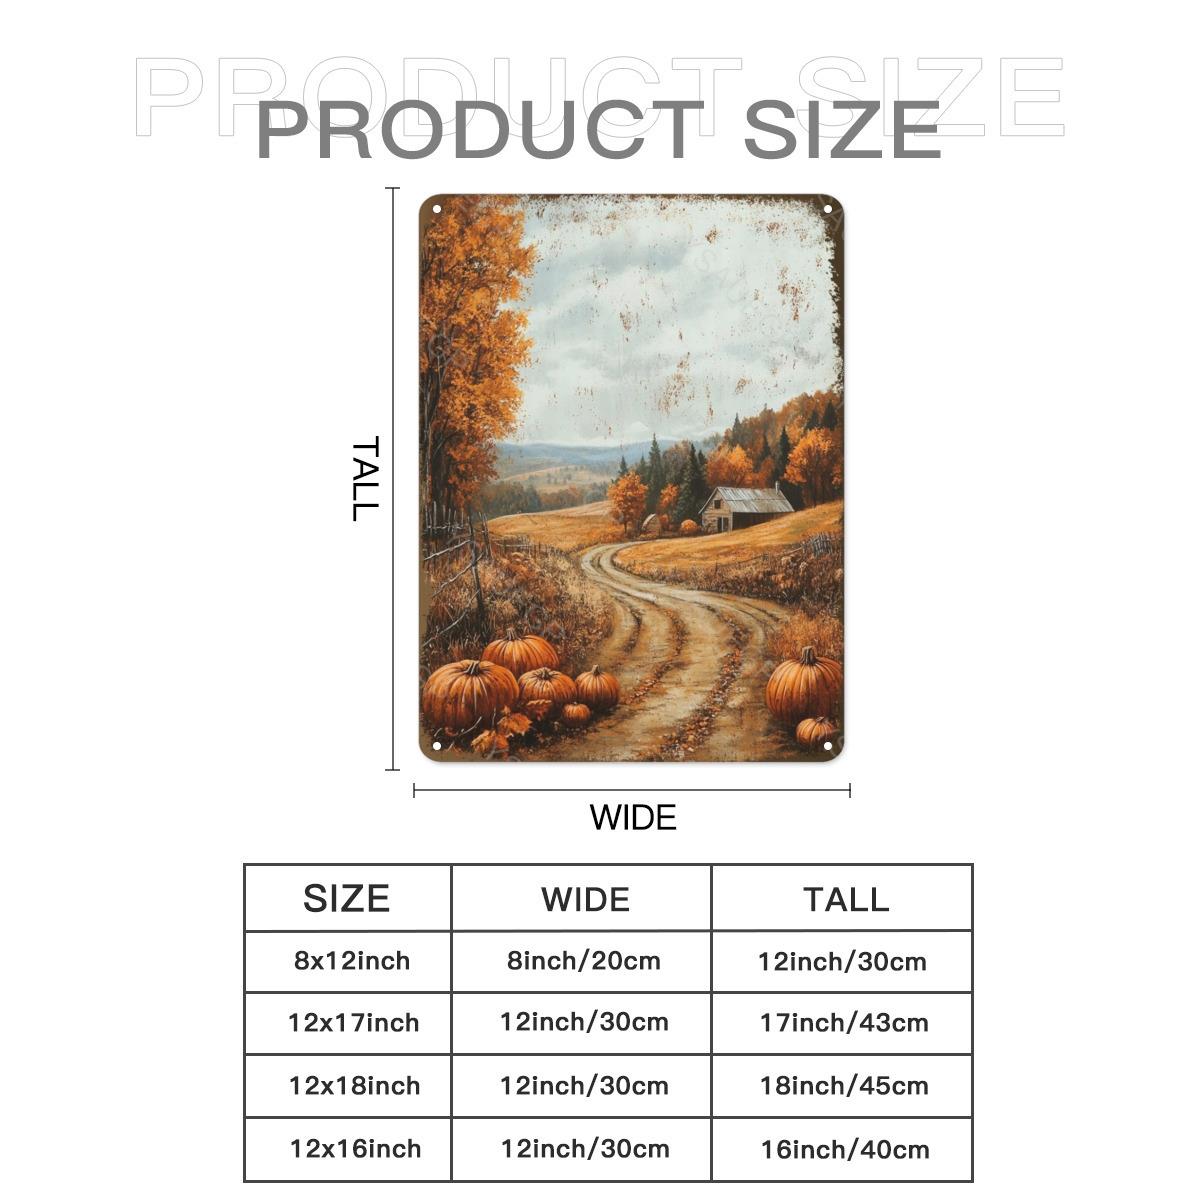 PRODUCT SIZE
PRODUCT SIZE
TALL
WIDE
SIZE WIDE TALL
8x12inch 8inch/20cm 12inch/30cm
12x17inch 12inch/30cm 17inch/43cm
12x18inch 12inch/30cm 18inch/45cm
12x16inch 12inch/30cm 16inch/40cm